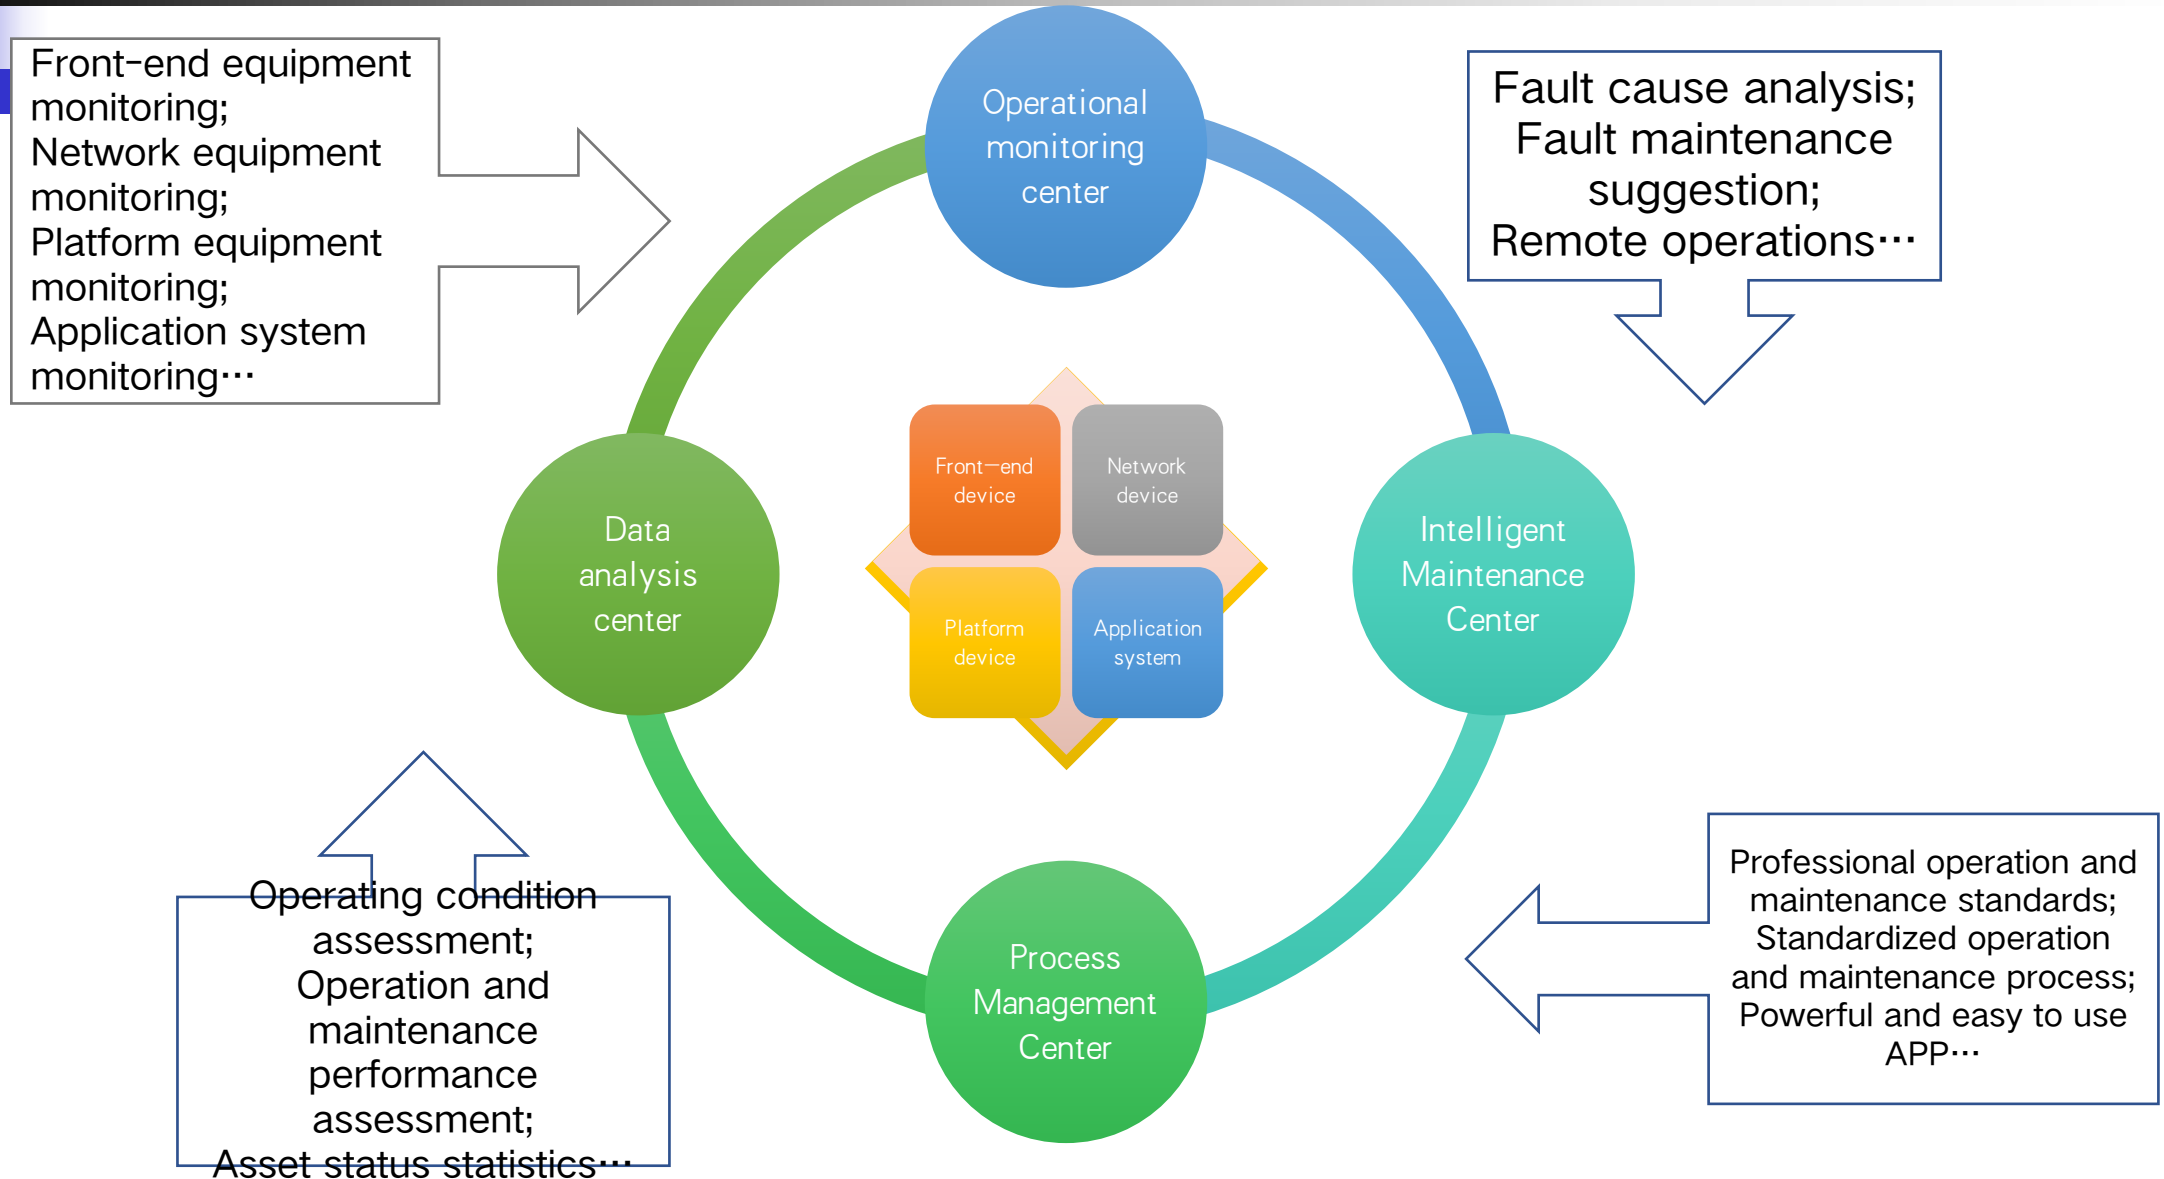 Front-end equipment
monitoring;
Network equipment
monitoring;
Platform equipment
monitoring;
Application system
monitoring…
Operational
monitoring
center
Fault cause analysis;
Fault maintenance
suggestion;
Remote operations…
Data
analysis
center
Front-end
device
Network
device
Platform
device
Application
system
Intelligent
Maintenance
Center
Operating condition
assessment;
Operation and
maintenance
performance
assessment;
Asset status statistics…
Process
Management
Center
Professional operation and
maintenance standards;
Standardized operation
and maintenance process;
Powerful and easy to use
APP…